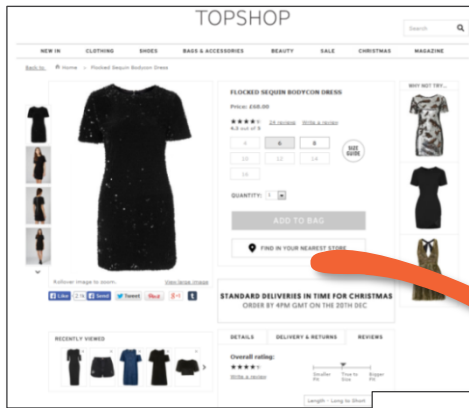 TOPSHOP
Search
NEW IN CLOTHING SHOES BAGS & ACCESSORIES BEAUTY SALE CHRISTMAS MAGAZINE
Back to: Home > Flocked Sequin Bodycon Dress
FLOCKED SEQUIN BODYCON DRESS
Price: £68.00
24 reviews Write a review
4.0 out of 5
4 6 8
10 12 14
16
SIZE GUIDE
QUANTITY: 1
ADD TO BAG
FIND IN YOUR NEAREST STORE
WHY NOT TRY...
Rollover image to zoom. View large image
Like Send Tweet Pin it +1 t
STANDARD DELIVERIES IN TIME FOR CHRISTMAS
ORDER BY 4PM GMT ON THE 20TH DEC
RECENTLY VIEWED
DETAILS DELIVERY & RETURNS REVIEWS
Overall rating:
Write a review
Smaller Fit True to Size Bigger Fit
Length - Long to Short